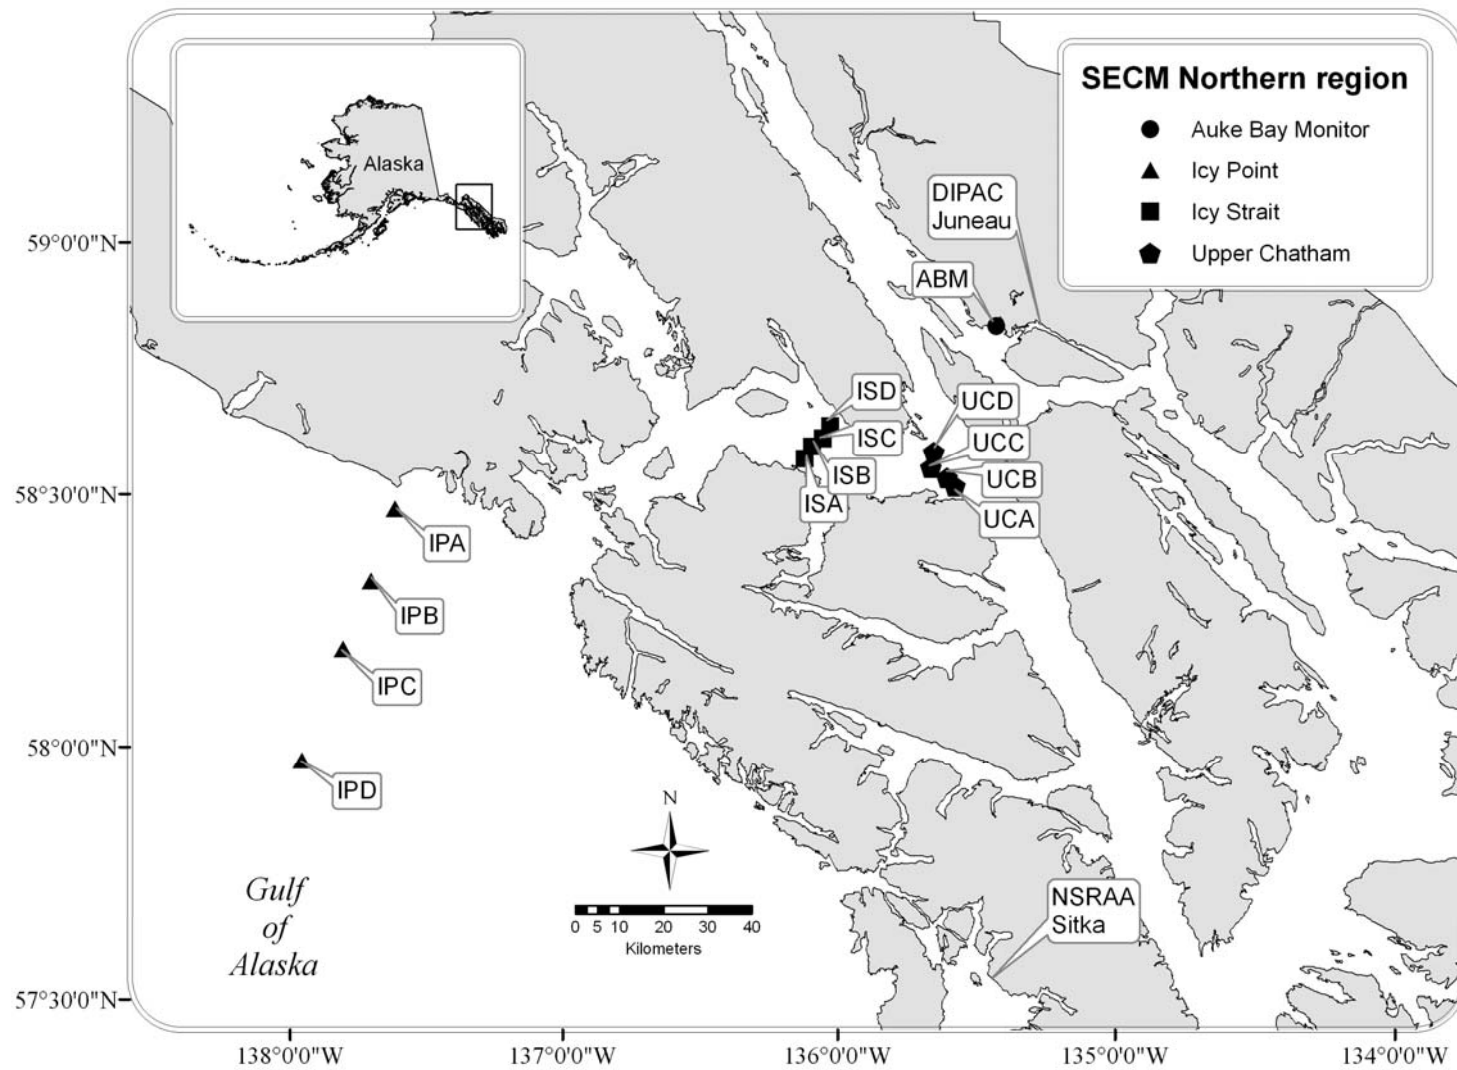 SECM Northern region
Auke Bay Monitor
Icy Point
Icy Strait
Upper Chatham
Alaska
DIPAC
Juneau
ABM
ISD
ISC
ISB
ISA
UCD
UCC
UCB
UCA
IPA
IPB
IPC
IPD
NSRAA
Sitka
Gulf
of
Alaska
N
0 5 10 20 30 40
Kilometers
59°0'0"N
58°30'0"N
58°0'0"N
57°30'0"N
138°0'0"W 137°0'0"W 136°0'0"W 135°0'0"W 134°0'0"W